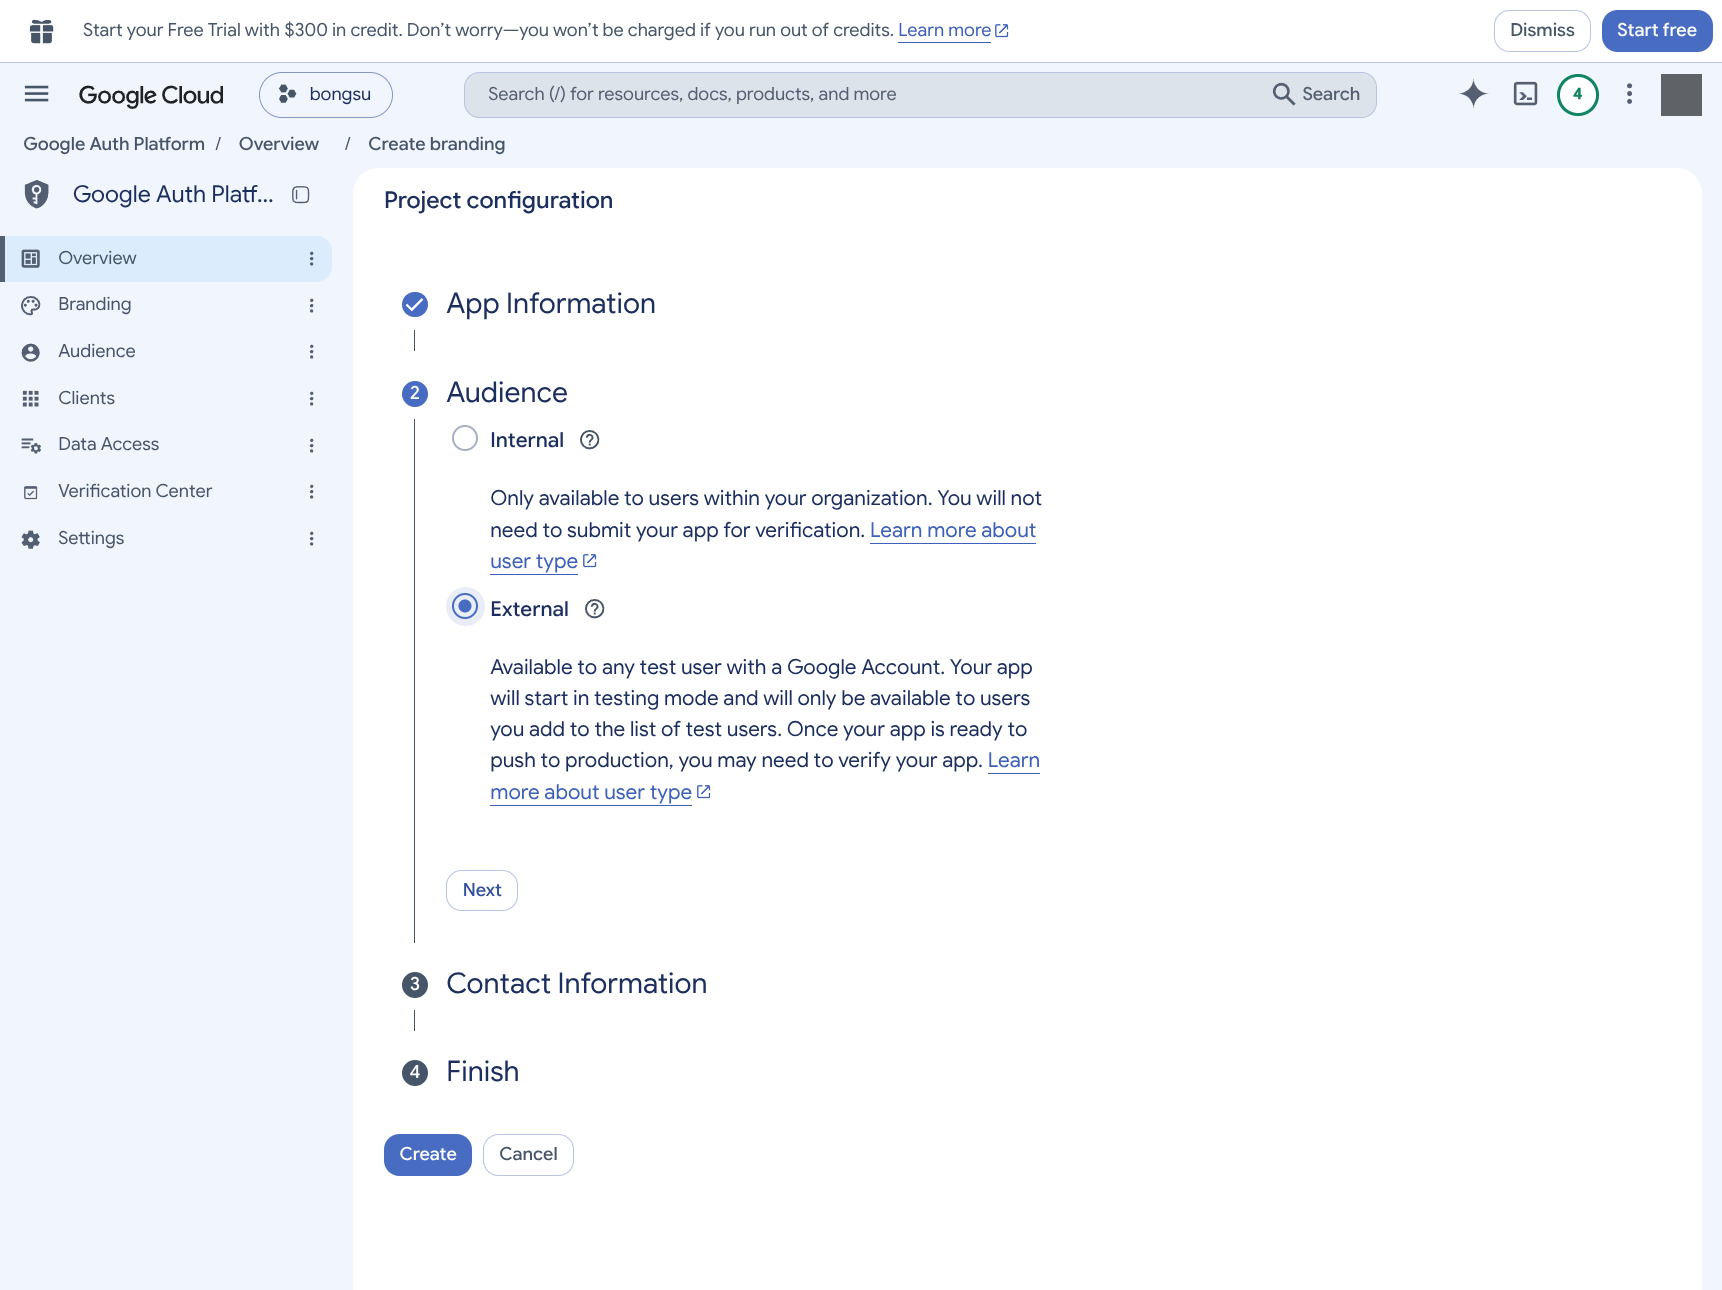 Start your Free Trial with $300 in credit. Don’t worry—you won’t be charged if you run out of credits. Learn more
Dismiss
Start free
Google Cloud
bongsu
Search (/) for resources, docs, products, and more
Search
4
Google Auth Platform / Overview / Create branding
Google Auth Platf...
Overview
Branding
Audience
Clients
Data Access
Verification Center
Settings
Project configuration
App Information
2 Audience
Internal
Only available to users within your organization. You will not
need to submit your app for verification. Learn more about
user type
External
Available to any test user with a Google Account. Your app
will start in testing mode and will only be available to users
you add to the list of test users. Once your app is ready to
push to production, you may need to verify your app. Learn
more about user type
Next
3 Contact Information
4 Finish
Create
Cancel